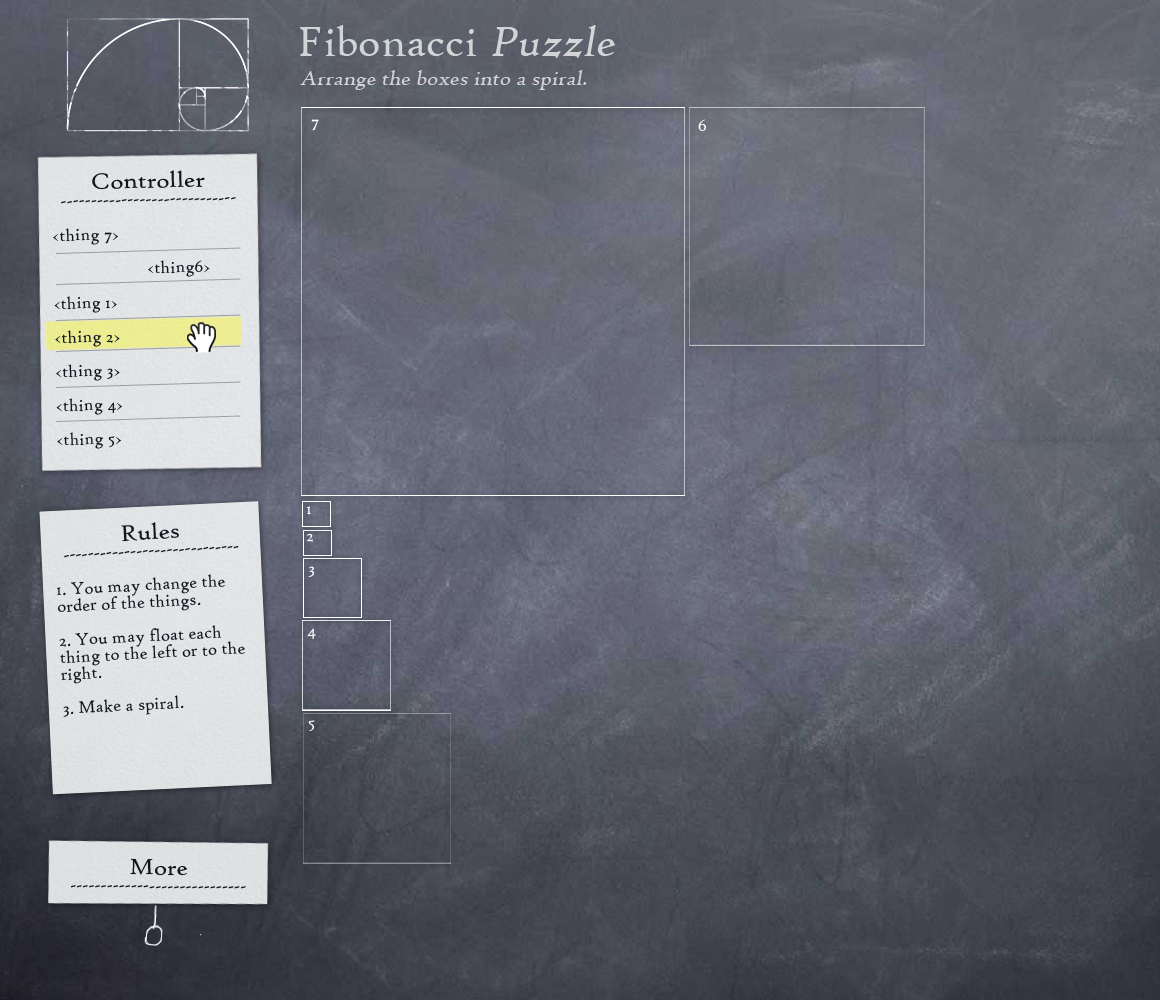 Fibonacci Puzzle
Arrange the boxes into a spiral.
Controller
<thing 7>
<thing6>
<thing 1>
<thing 2>
<thing 3>
<thing 4>
<thing 5>
Rules
1. You may change the
order of the things.
2. You may float each
thing to the left or to the
right.
3. Make a spiral.
More
7
6
1
2
3
4
5